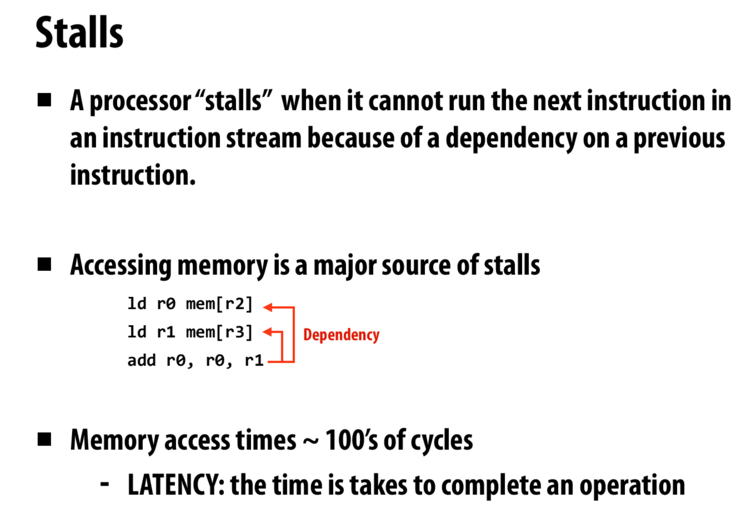 Stalls
■ A processor “stalls” when it cannot run the next instruction in
an instruction stream because of a dependency on a previous
instruction.
■ Accessing memory is a major source of stalls
ld r0 mem[r2]
ld r1 mem[r3]
Dependency
add r0, r0, r1
■ Memory access times ~ 100’s of cycles
- LATENCY: the time is takes to complete an operation